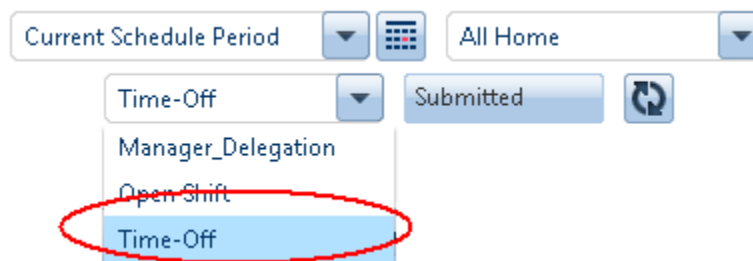 Current Schedule Period All Home
Time-Off Submitted
Manager_Delegation
Open-Shift
Time-Off